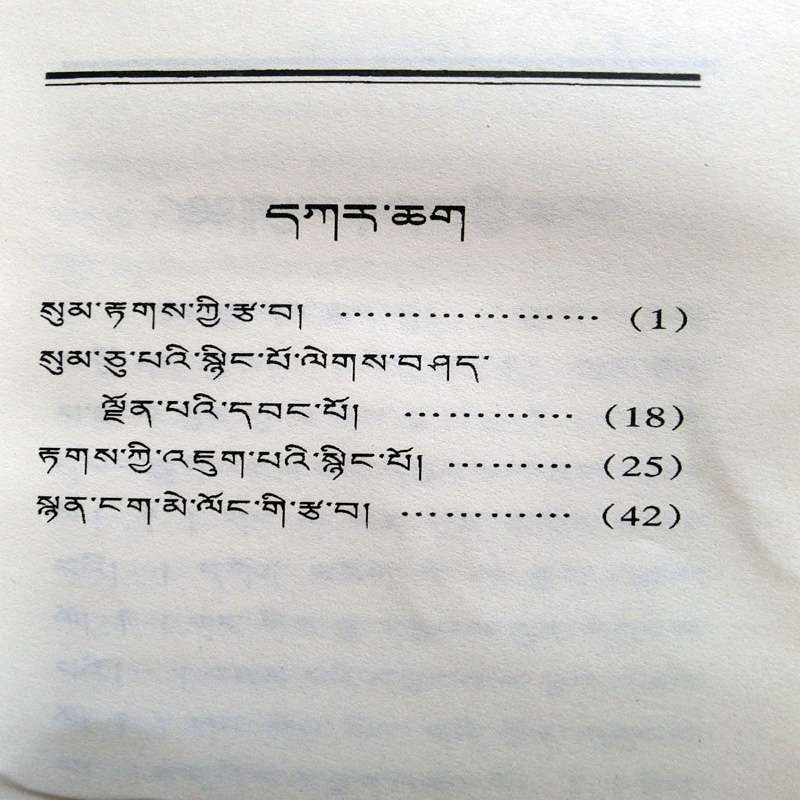 དཀར་ཆག
སུམ་རྟགས་ཀྱི་རྩ་བ། ··················· (1)
སུམ་ཅུ་པའི་སྙིང་པོ་ལེགས་བཤད་
ལྗོན་པའི་དབང་པོ། ············· (18)
རྟགས་ཀྱི་འཇུག་པའི་སྙིང་པོ། ·········· (25)
སྙན་ངག་མེ་ལོང་གི་རྩ་བ། ············· (42)